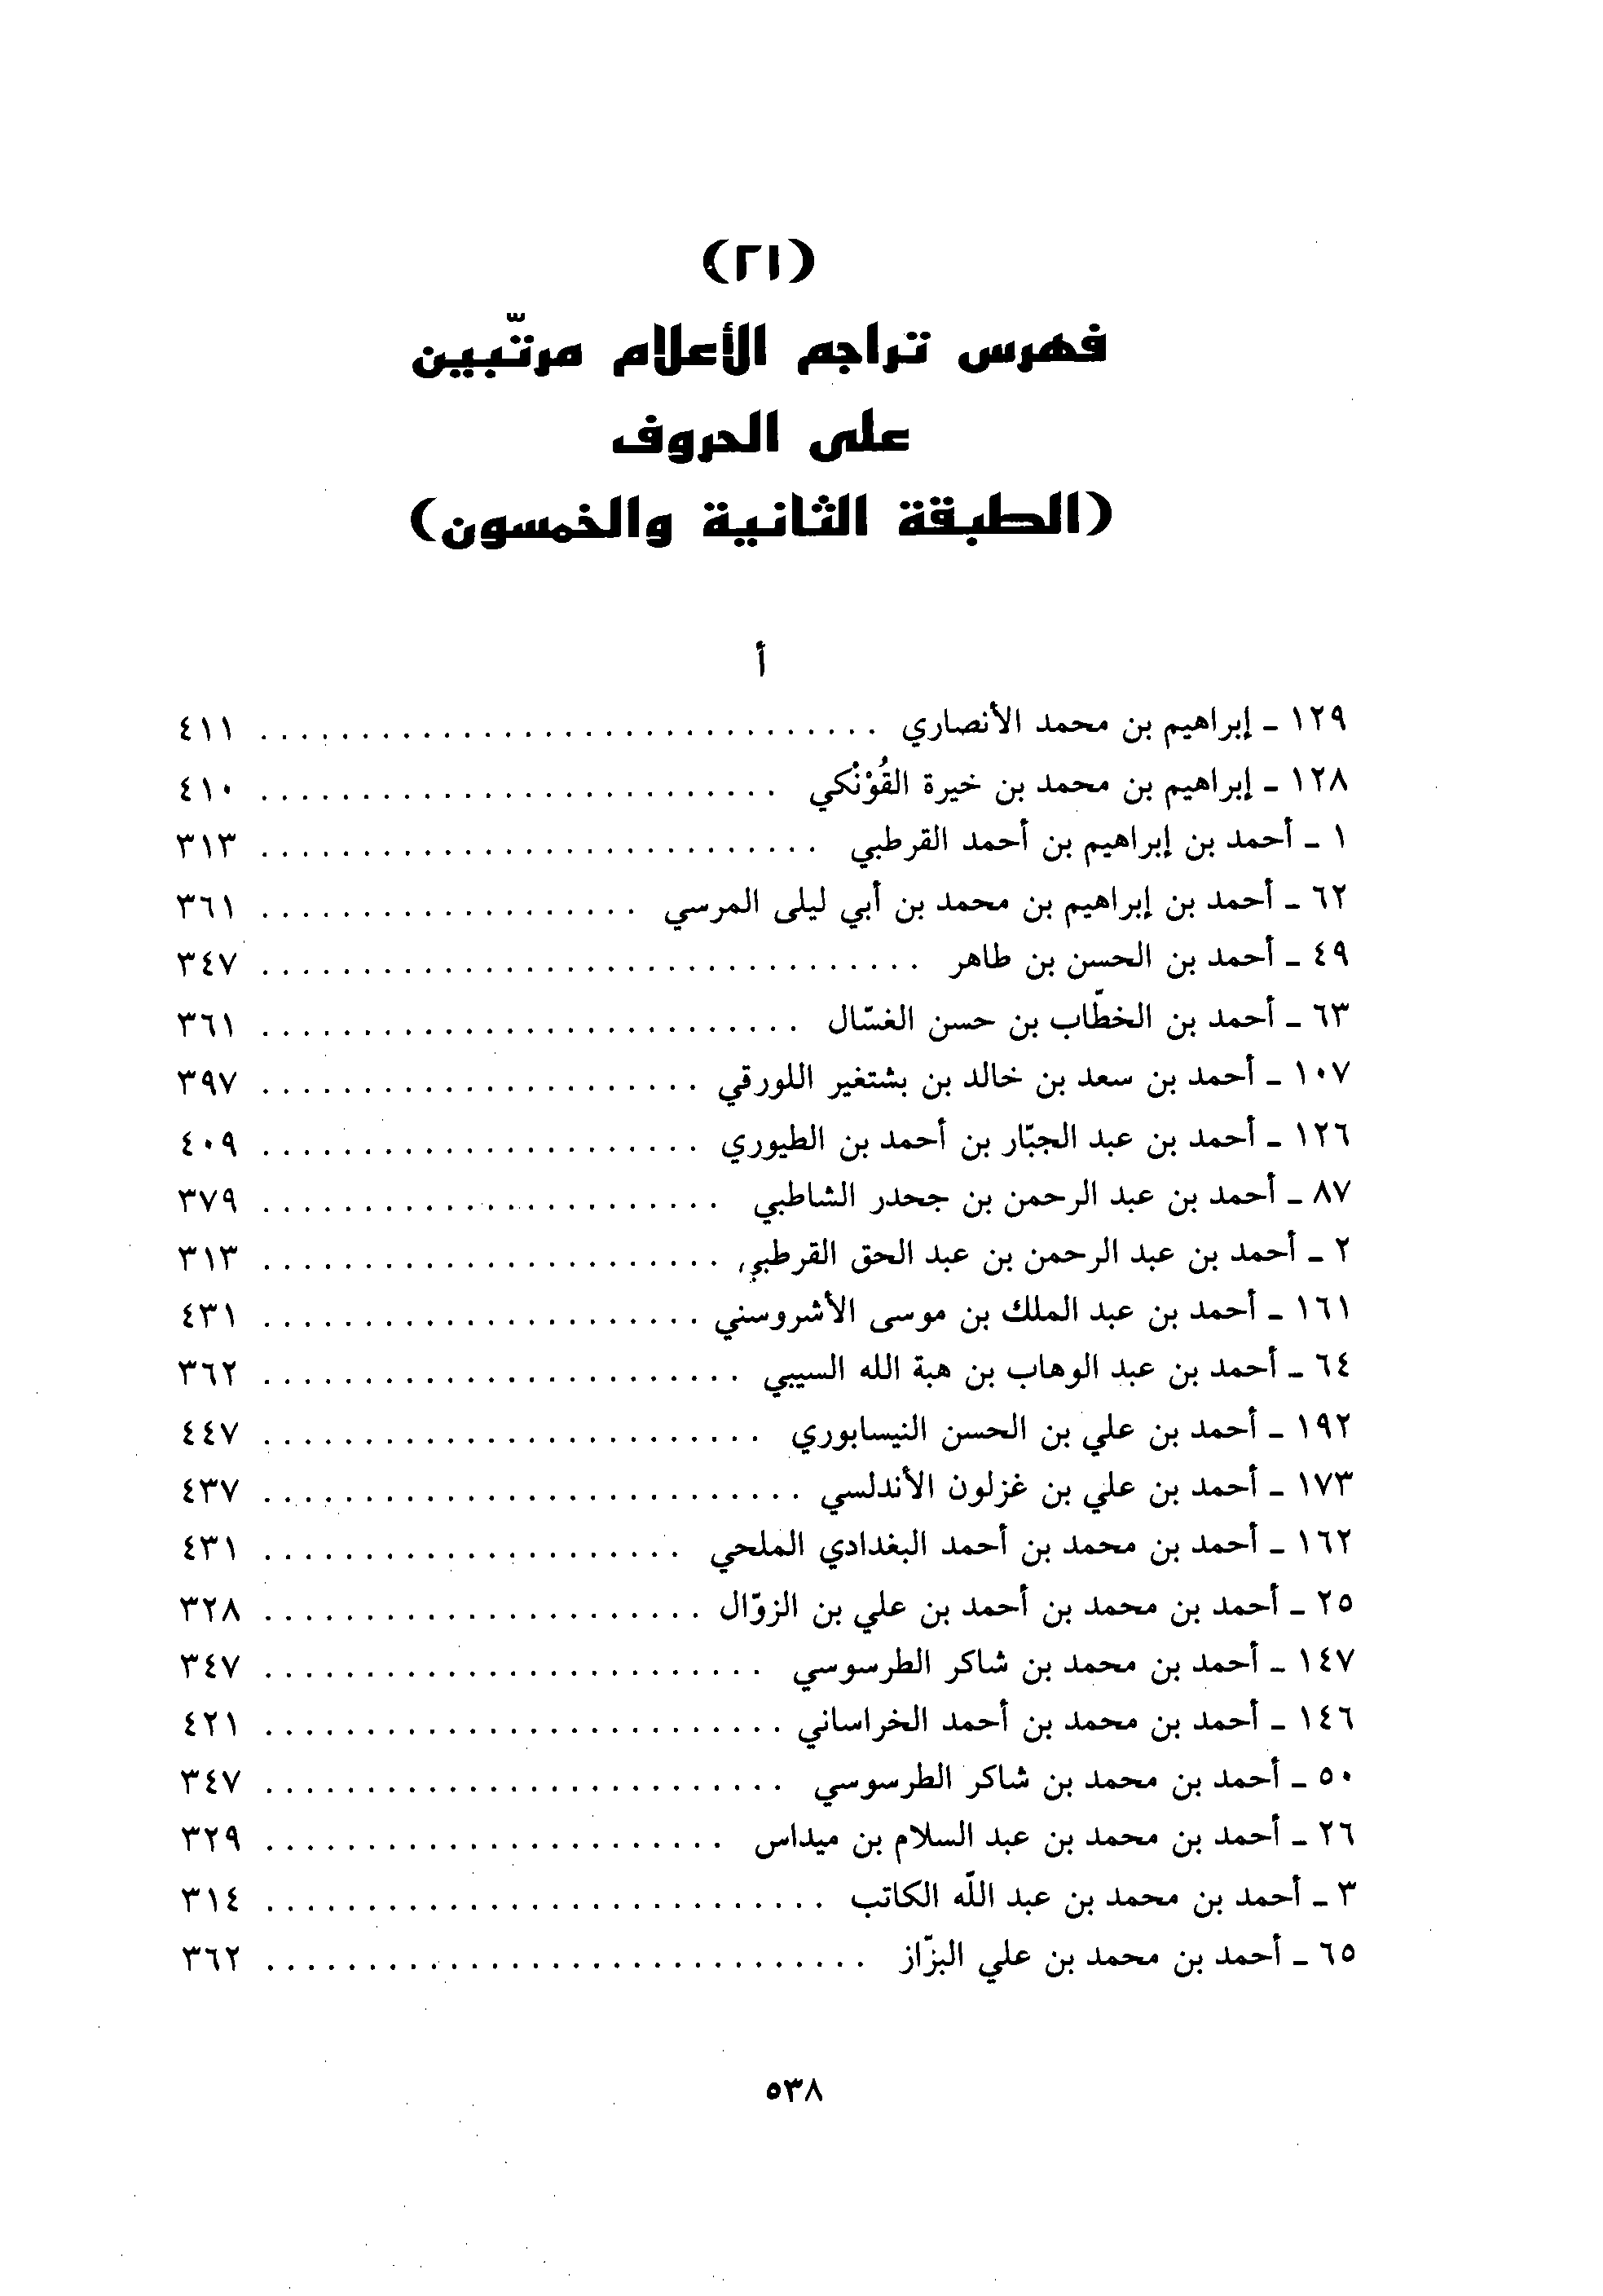 (٢١)
فهرس تراجم الأعلام مرتّبين
على الحروف
(الطبقة الثانية والخمسون)
أ
١٢٩ ـ إبراهيم بن محمد الأنصاري .............................. ٤١١
١٢٨ ـ إبراهيم بن محمد بن خيرة القُوْنْكي .......................... ٤١٠
١ ـ أحمد بن إبراهيم بن أحمد القرطبي ............................ ٣١٣
٦٢ ـ أحمد بن إبراهيم بن محمد بن أبي ليلى المرسي ................... ٣٦١
٤٩ ـ أحمد بن الحسن بن طاهر ................................. ٣٤٧
٦٣ ـ أحمد بن الخطّاب بن حسن الغسّال ........................... ٣٦١
١٠٧ ـ أحمد بن سعد بن خالد بن بشتغير اللورقي ...................... ٣٩٧
١٢٦ ـ أحمد بن عبد الجبّار بن أحمد بن الطيوري ...................... ٤٠٩
٨٧ ـ أحمد بن عبد الرحمن بن جحدر الشاطبي ....................... ٣٧٩
٢ ـ أحمد بن عبد الرحمن بن عبد الحق القرطبي ....................... ٣١٣
١٦١ ـ أحمد بن عبد الملك بن موسى الأشروسني ...................... ٤٣١
٦٤ ـ أحمد بن عبد الوهاب بن هبة الله السيبي ........................ ٣٦٢
١٩٢ ـ أحمد بن علي بن الحسن النيسابوري ......................... ٤٤٧
١٧٣ ـ أحمد بن علي بن غزلون الأندلسي ........................... ٤٣٧
١٦٢ ـ أحمد بن محمد بن أحمد البغدادي الملحي ..................... ٤٣١
٢٥ ـ أحمد بن محمد بن أحمد بن علي بن الزوّال ...................... ٣٢٨
١٤٧ ـ أحمد بن محمد بن شاكر الطرسوسي ......................... ٣٤٧
١٤٦ ـ أحمد بن محمد بن أحمد الخراساني .......................... ٤٢١
٥٠ ـ أحمد بن محمد بن شاكر الطرسوسي .......................... ٣٤٧
٢٦ ـ أحمد بن محمد بن عبد السلام بن ميداس ....................... ٣٢٩
٣ ـ أحمد بن محمد بن عبد اللّه الكاتب ............................ ٣١٤
٦٥ ـ أحمد بن محمد بن علي البزّاز .............................. ٣٦٢
٥٣٨